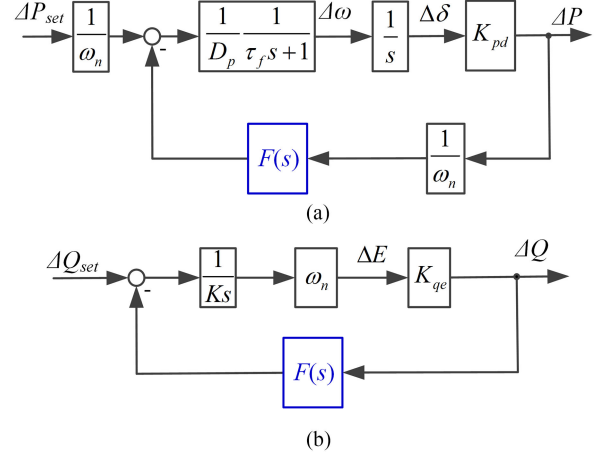 ΔP_set 1/ω_n - 1/D_p 1/(τ_f s+1) Δω 1/s Δδ K_pd ΔP
F(s) 1/ω_n
(a)
ΔQ_set - 1/Ks ω_n ΔE K_qe ΔQ
F(s)
(b)